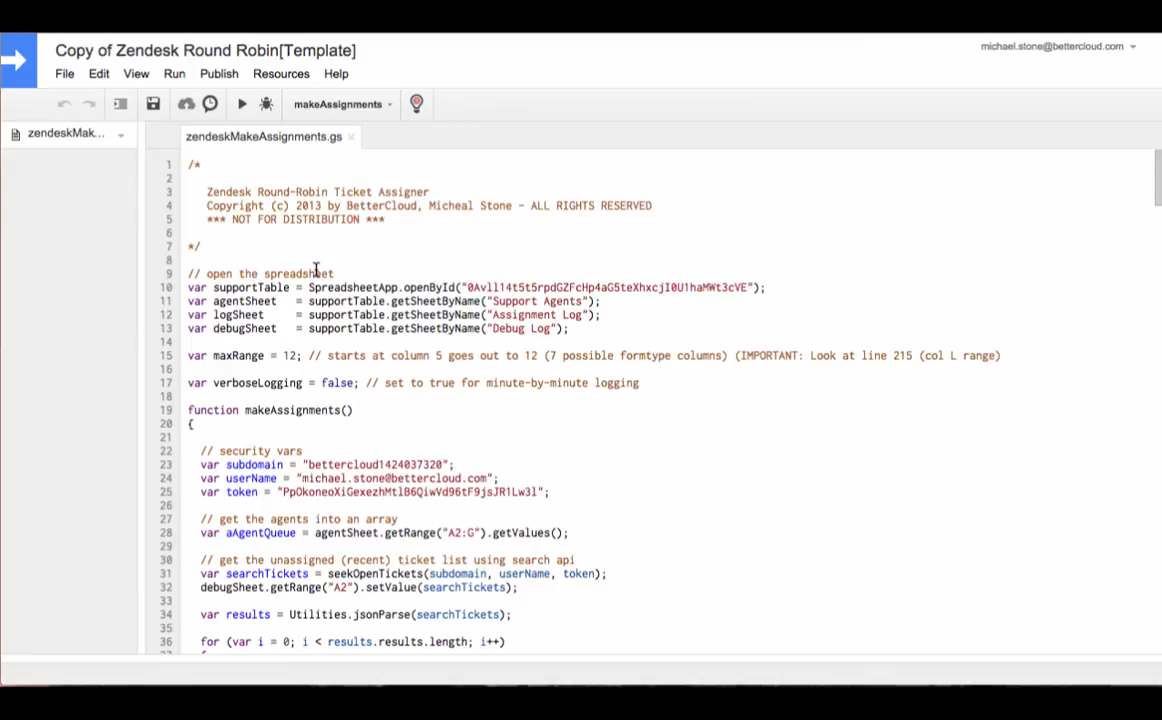 Copy of Zendesk Round Robin[Template]
michael.stone@bettercloud.com
File Edit View Run Publish Resources Help
makeAssignments
zendeskMak...
zendeskMakeAssignments.gs
1 /*
2
3 Zendesk Round-Robin Ticket Assigner
4 Copyright (c) 2013 by BetterCloud, Micheal Stone - ALL RIGHTS RESERVED
5 *** NOT FOR DISTRIBUTION ***
6
7 */
8
9 // open the spreadsheet
10 var supportTable = SpreadsheetApp.openById("0Avll14t5t5rpdGZFcHp4aG5teXhxcjI0U1haMWt3cVE");
11 var agentSheet = supportTable.getSheetByName("Support Agents");
12 var logSheet = supportTable.getSheetByName("Assignment Log");
13 var debugSheet = supportTable.getSheetByName("Debug Log");
14
15 var maxRange = 12; // starts at column 5 goes out to 12 (7 possible formtype columns) (IMPORTANT: Look at line 215 (col L range)
16
17 var verboseLogging = false; // set to true for minute-by-minute logging
18
19 function makeAssignments()
20 {
21
22 // security vars
23 var subdomain = "bettercloud1424037320";
24 var userName = "michael.stone@bettercloud.com";
25 var token = "PpOkoneoXiGexezhMtlB6QiwVd96tF9jsJR1Lw3l";
26
27 // get the agents into an array
28 var aAgentQueue = agentSheet.getRange("A2:G").getValues();
29
30 // get the unassigned (recent) ticket list using search api
31 var searchTickets = seekOpenTickets(subdomain, userName, token);
32 debugSheet.getRange("A2").setValue(searchTickets);
33
34 var results = Utilities.jsonParse(searchTickets);
35
36 for (var i = 0; i < results.results.length; i++)